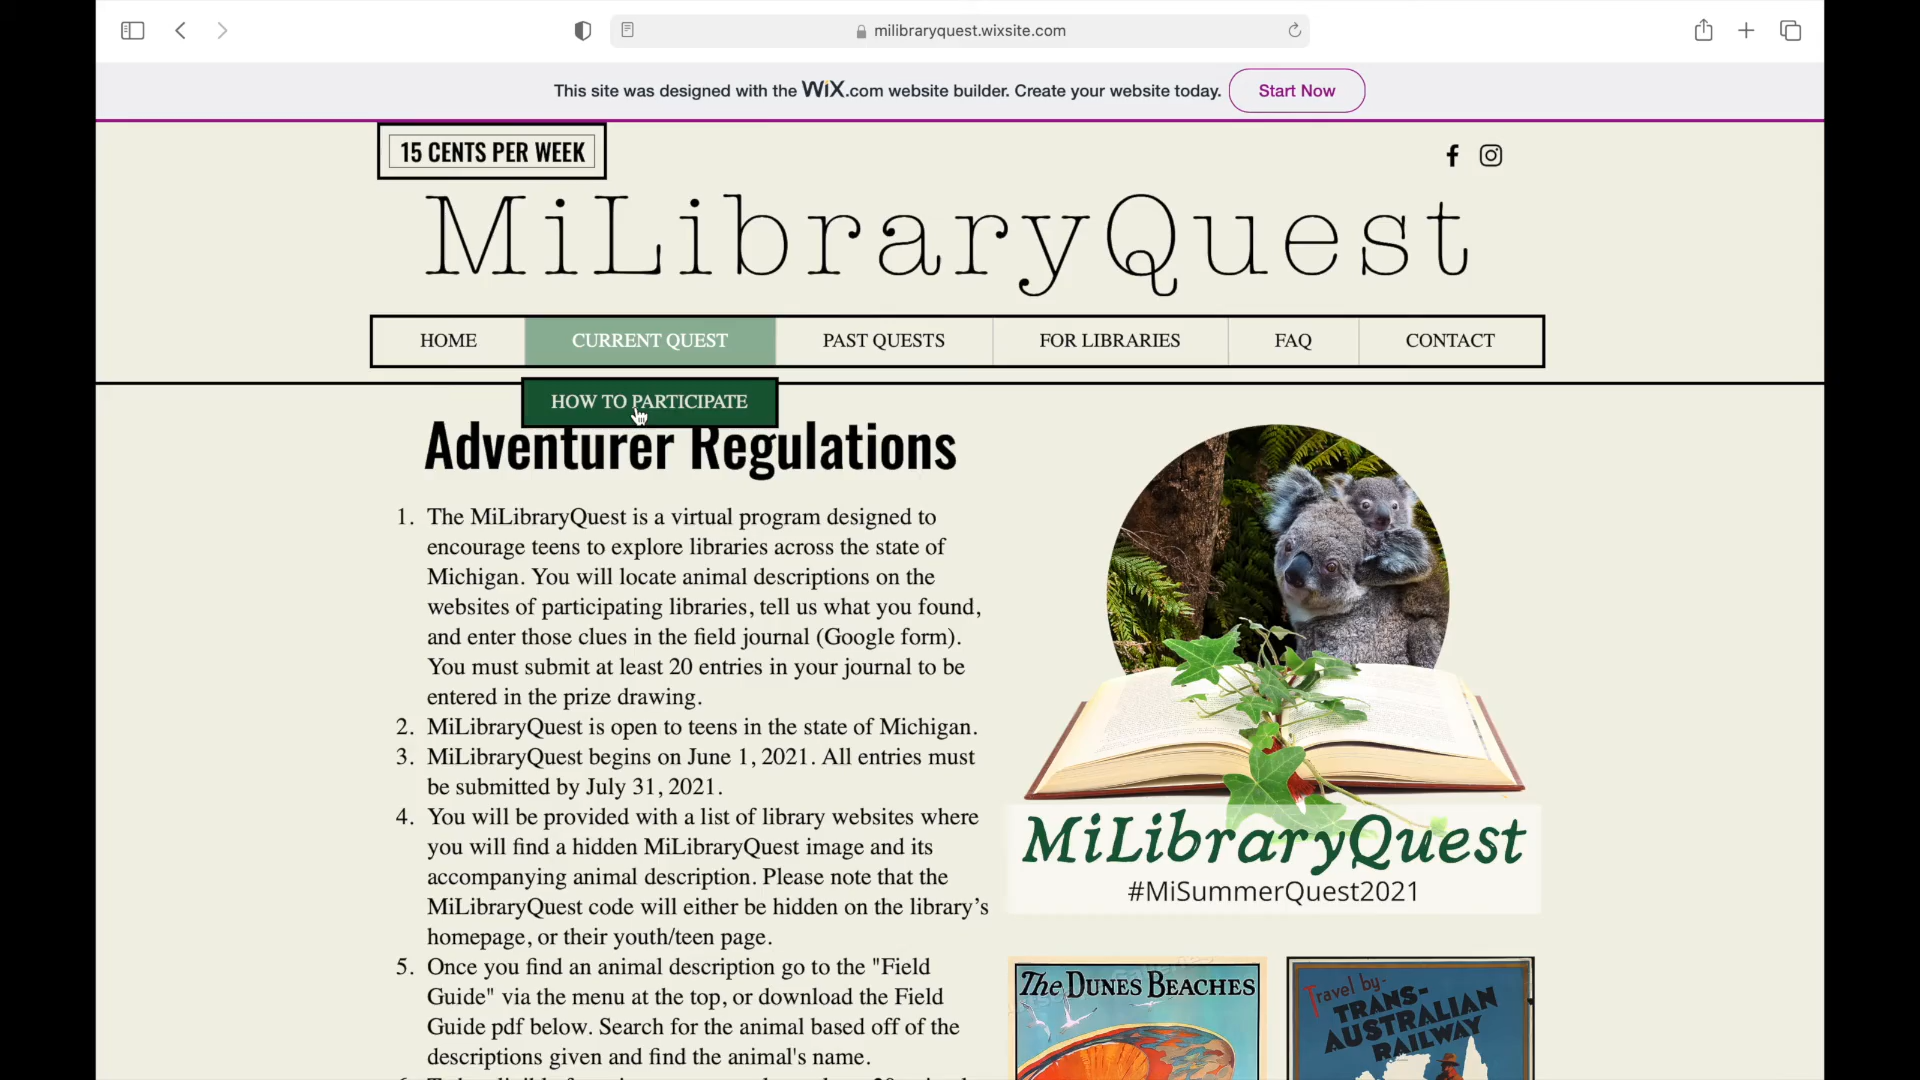 milibraryquest.wixsite.com
This site was designed with the WiX.com website builder. Create your website today.
Start Now
15 CENTS PER WEEK
MiLibraryQuest
HOME
CURRENT QUEST
PAST QUESTS
FOR LIBRARIES
FAQ
CONTACT
HOW TO PARTICIPATE
Adventurer Regulations
1. The MiLibraryQuest is a virtual program designed to
encourage teens to explore libraries across the state of
Michigan. You will locate animal descriptions on the
websites of participating libraries, tell us what you found,
and enter those clues in the field journal (Google form).
You must submit at least 20 entries in your journal to be
entered in the prize drawing.
2. MiLibraryQuest is open to teens in the state of Michigan.
3. MiLibraryQuest begins on June 1, 2021. All entries must
be submitted by July 31, 2021.
4. You will be provided with a list of library websites where
you will find a hidden MiLibraryQuest image and its
accompanying animal description. Please note that the
MiLibraryQuest code will either be hidden on the library's
homepage, or their youth/teen page.
5. Once you find an animal description go to the "Field
Guide" via the menu at the top, or download the Field
Guide pdf below. Search for the animal based off of the
descriptions given and find the animal's name.
MiLibraryQuest
#MiSummerQuest2021
The DUNES BEACHES
Travel by-
TRANS-
AUSTRALIAN
RAILWAY